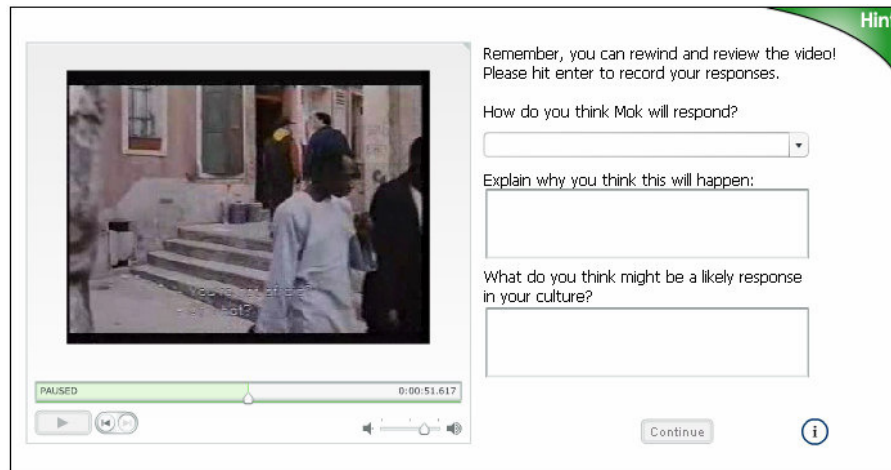 Hint
Remember, you can rewind and review the video!
Please hit enter to record your responses.
How do you think Mok will respond?
Explain why you think this will happen:
What do you think might be a likely response
in your culture?
PAUSED
0:00:51.617
Continue
i